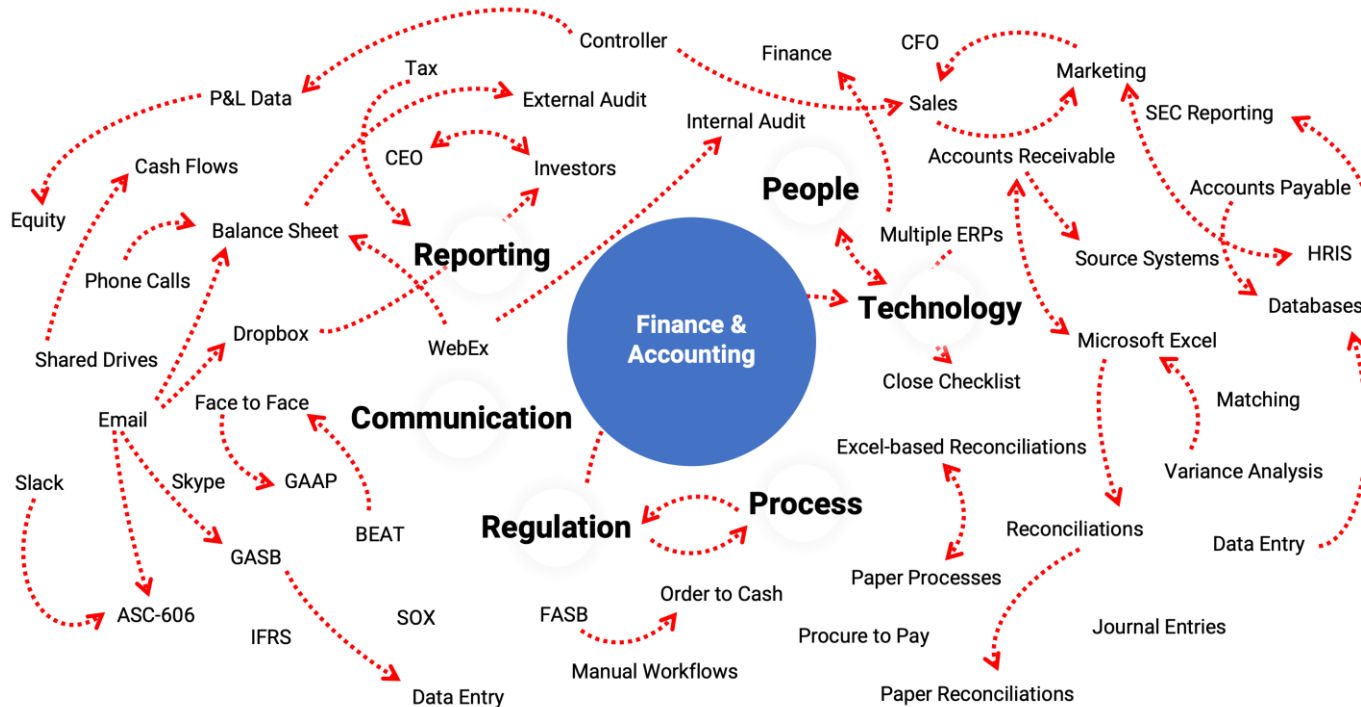 Controller
CFO
Finance
Tax
Marketing
P&L Data
External Audit
Sales
SEC Reporting
Internal Audit
CEO
Investors
Accounts Receivable
Cash Flows
People
Accounts Payable
Equity
Balance Sheet
Reporting
Multiple ERPs
Source Systems
HRIS
Phone Calls
Technology
Databases
Dropbox
WebEx
Finance &
Accounting
Microsoft Excel
Shared Drives
Close Checklist
Face to Face
Matching
Email
Communication
Excel-based Reconciliations
Variance Analysis
Slack
Skype
GAAP
Process
Regulation
BEAT
Reconciliations
Data Entry
GASB
Paper Processes
Order to Cash
ASC-606
SOX
FASB
IFRS
Procure to Pay
Journal Entries
Manual Workflows
Data Entry
Paper Reconciliations